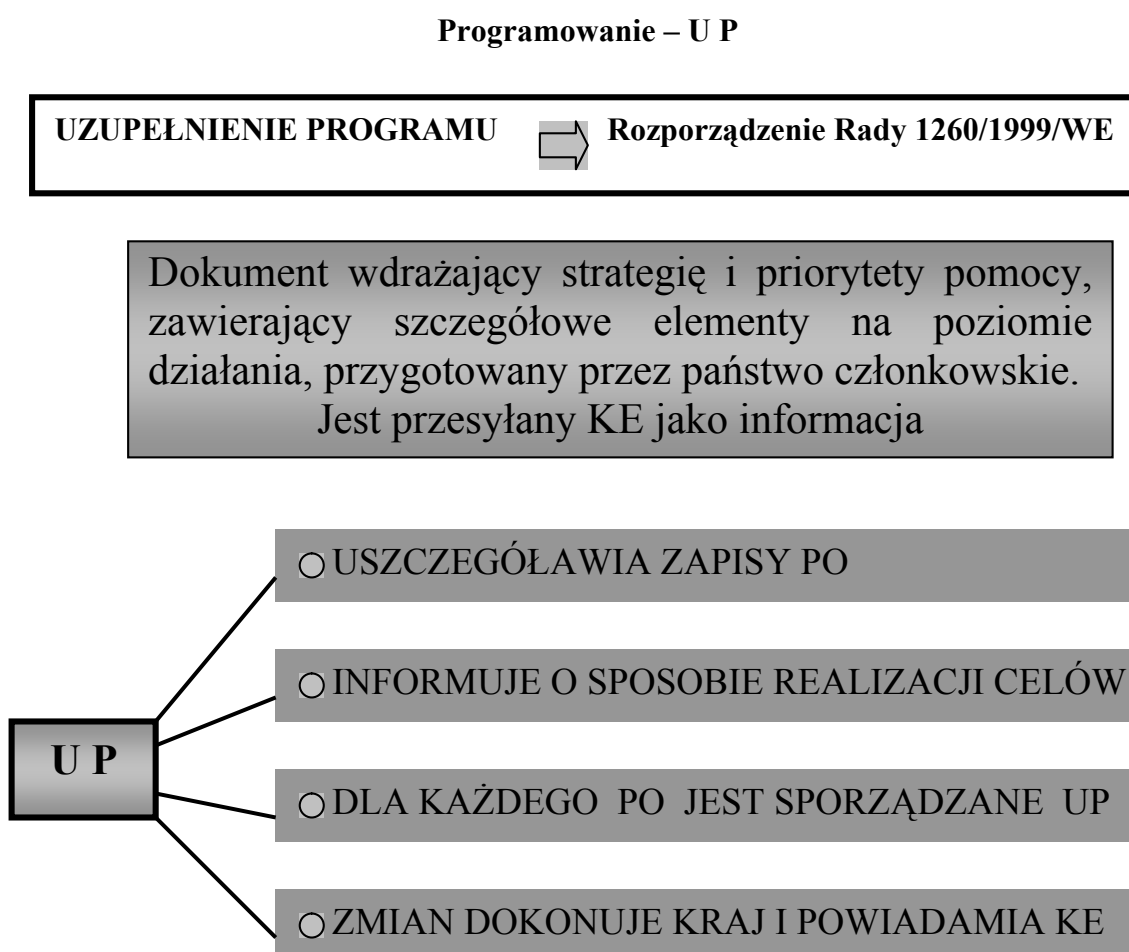 Programowanie – U P
UZUPEŁNIENIE PROGRAMU Rozporządzenie Rady 1260/1999/WE
Dokument wdrażający strategię i priorytety pomocy,
zawierający szczegółowe elementy na poziomie
działania, przygotowany przez państwo członkowskie.
Jest przesyłany KE jako informacja
USZCZEGÓŁAWIA ZAPISY PO
INFORMUJE O SPOSOBIE REALIZACJI CELÓW
U P
DLA KAŻDEGO PO JEST SPORZĄDZANE UP
ZMIAN DOKONUJE KRAJ I POWIADAMIA KE